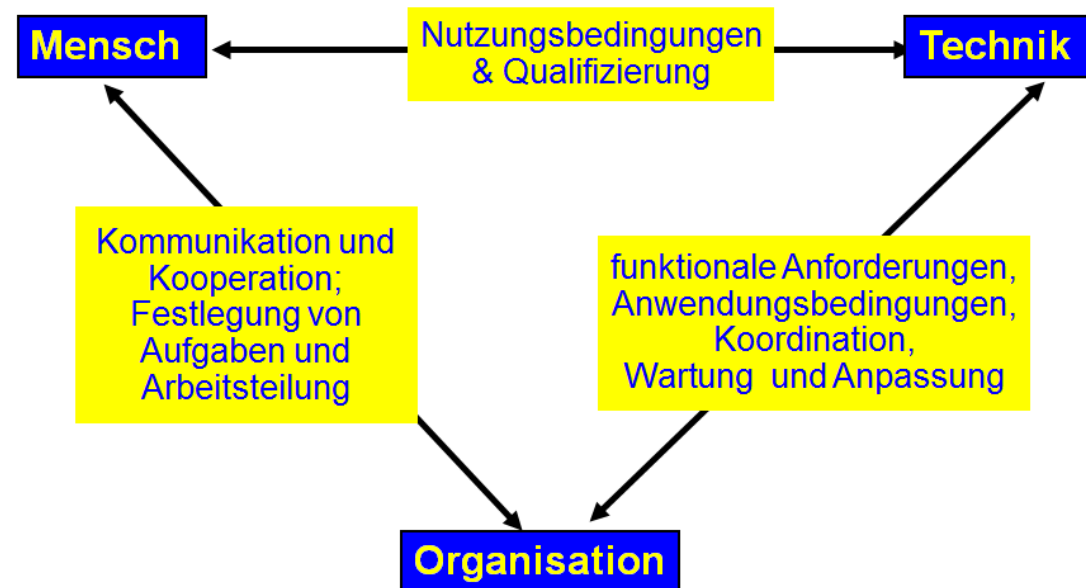 Mensch
Nutzungsbedingungen
& Qualifizierung
Technik
Kommunikation und
Kooperation;
Festlegung von
Aufgaben und
Arbeitsteilung
funktionale Anforderungen,
Anwendungsbedingungen,
Koordination,
Wartung und Anpassung
Organisation